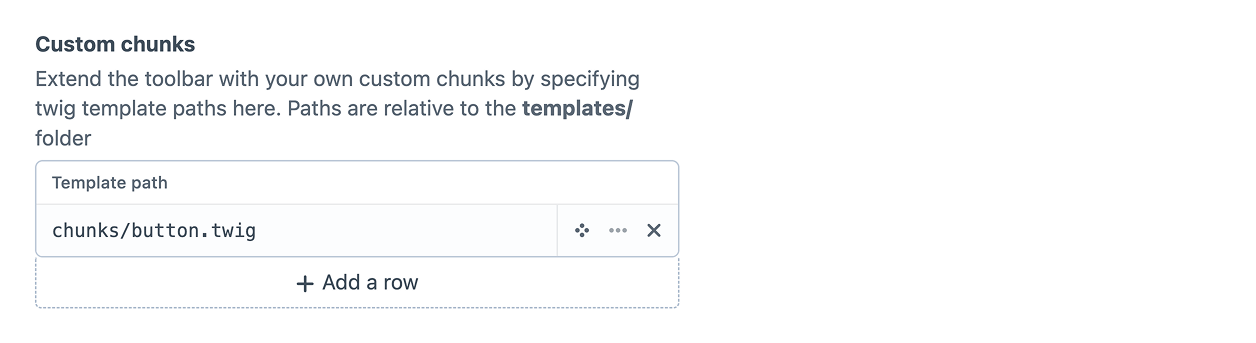 Custom chunks
Extend the toolbar with your own custom chunks by specifying
twig template paths here. Paths are relative to the templates/
folder
Template path
chunks/button.twig
+ Add a row